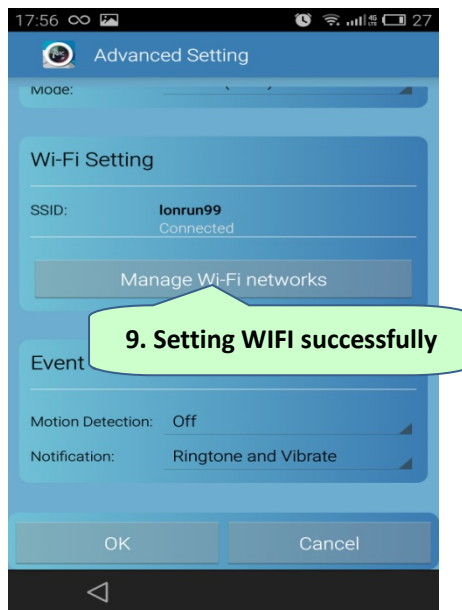 17:56 27
Advanced Setting
Mode:
Wi-Fi Setting
SSID: lonrun99
Connected
Manage Wi-Fi networks
9. Setting WIFI successfully
Event
Motion Detection: Off
Notification: Ringtone and Vibrate
OK Cancel